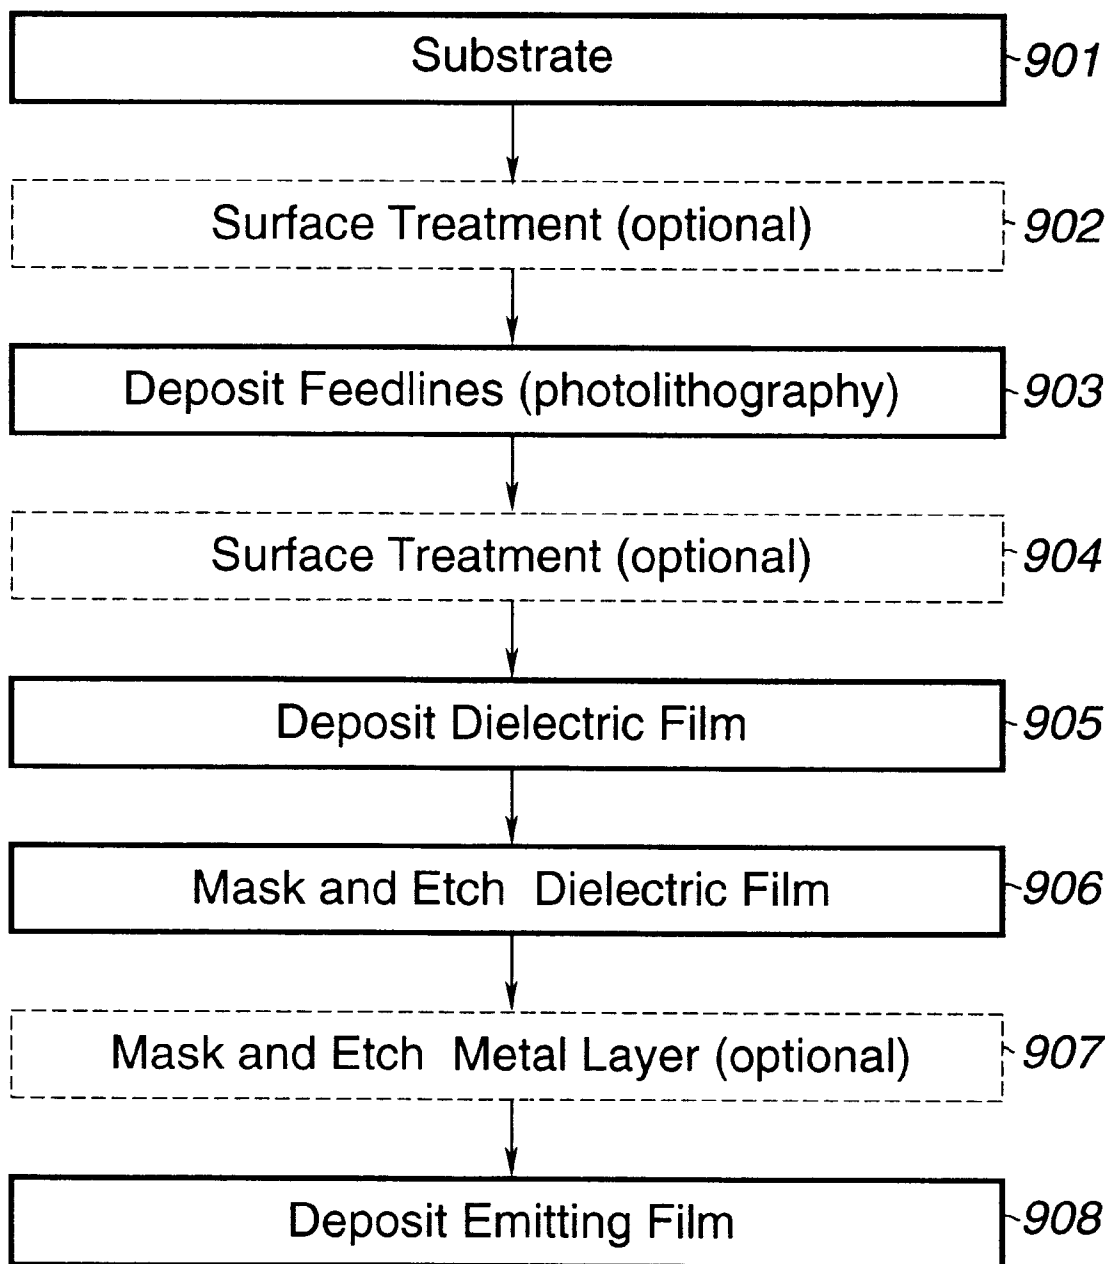 Substrate 901
Surface Treatment (optional) 902
Deposit Feedlines (photolithography) 903
Surface Treatment (optional) 904
Deposit Dielectric Film 905
Mask and Etch Dielectric Film 906
Mask and Etch Metal Layer (optional) 907
Deposit Emitting Film 908